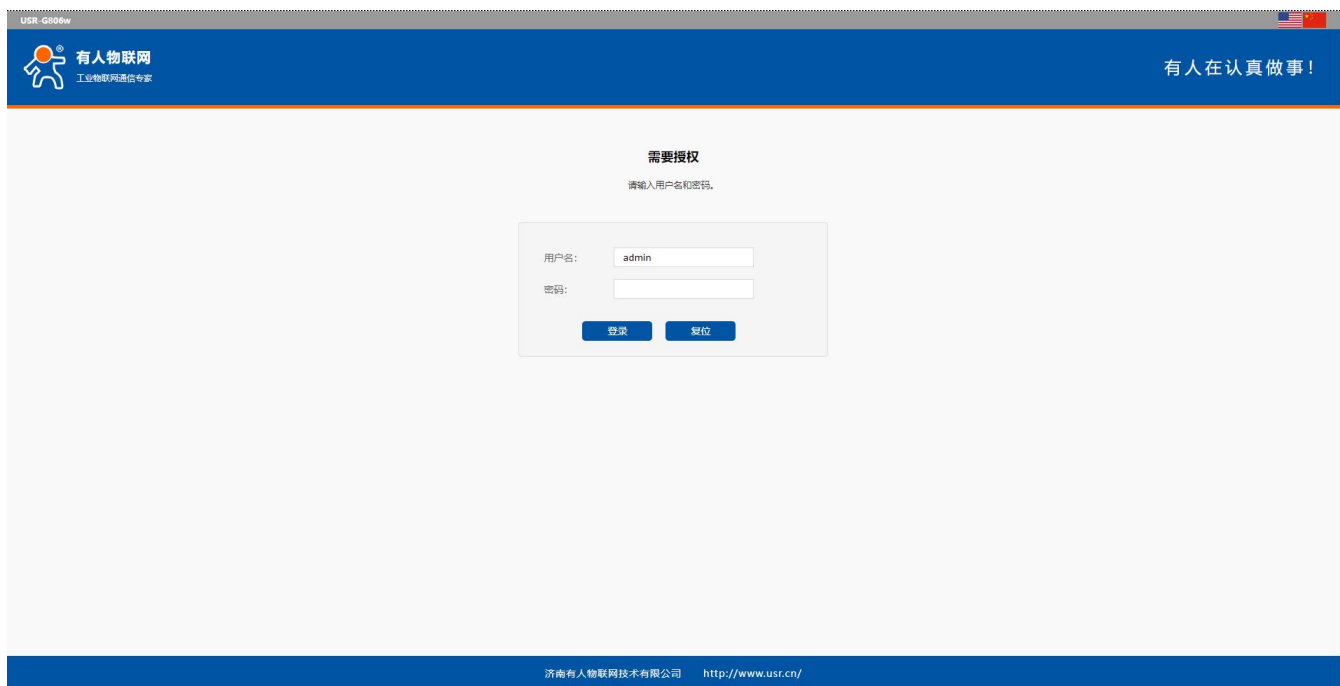 USR-G806w
有人物联网
工业物联网通信专家
有人在认真做事!
需要授权
请输入用户名和密码。
用户名: admin
密码:
登录 复位
济南有人物联网技术有限公司 http://www.usr.cn/